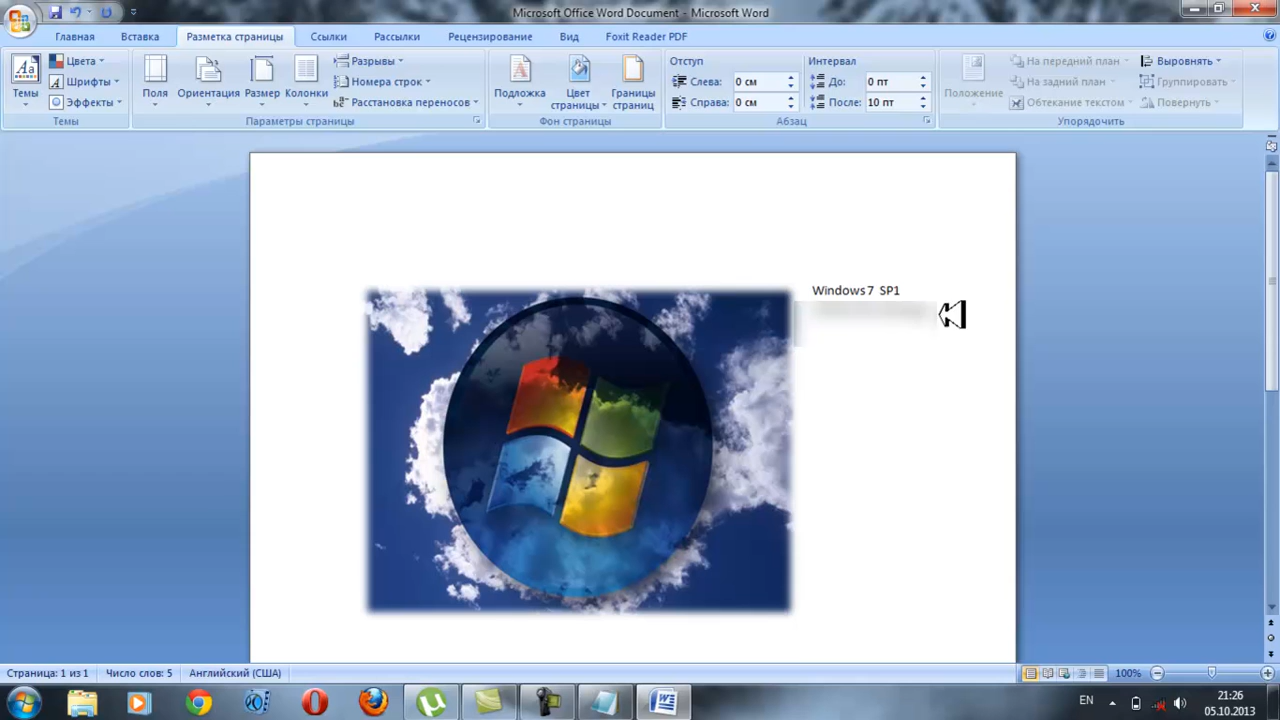 Microsoft Office Word Document - Microsoft Word
Главная Вставка Разметка страницы Ссылки Рассылки Рецензирование Вид Foxit Reader PDF
Темы
Цвета
Шрифты
Эффекты
Темы
Поля
Ориентация
Размер
Колонки
Разрывы
Номера строк
Расстановка переносов
Параметры страницы
Подложка
Цвет страницы
Границы страниц
Фон страницы
Отступ
Слева: 0 см
Справа: 0 см
Интервал
До: 0 пт
После: 10 пт
Абзац
Положение
На передний план
На задний план
Обтекание текстом
Выровнять
Группировать
Повернуть
Упорядочить
Windows 7 SP1
Страница: 1 из 1 Число слов: 5 Английский (США) 100%
EN 21:26
05.10.2013